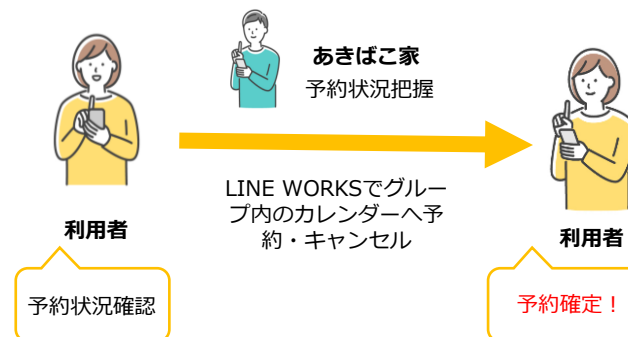 あきばこ家
予約状況把握
LINE WORKSでグルー
プ内のカレンダーへ予
約・キャンセル
利用者
予約状況確認
利用者
予約確定！